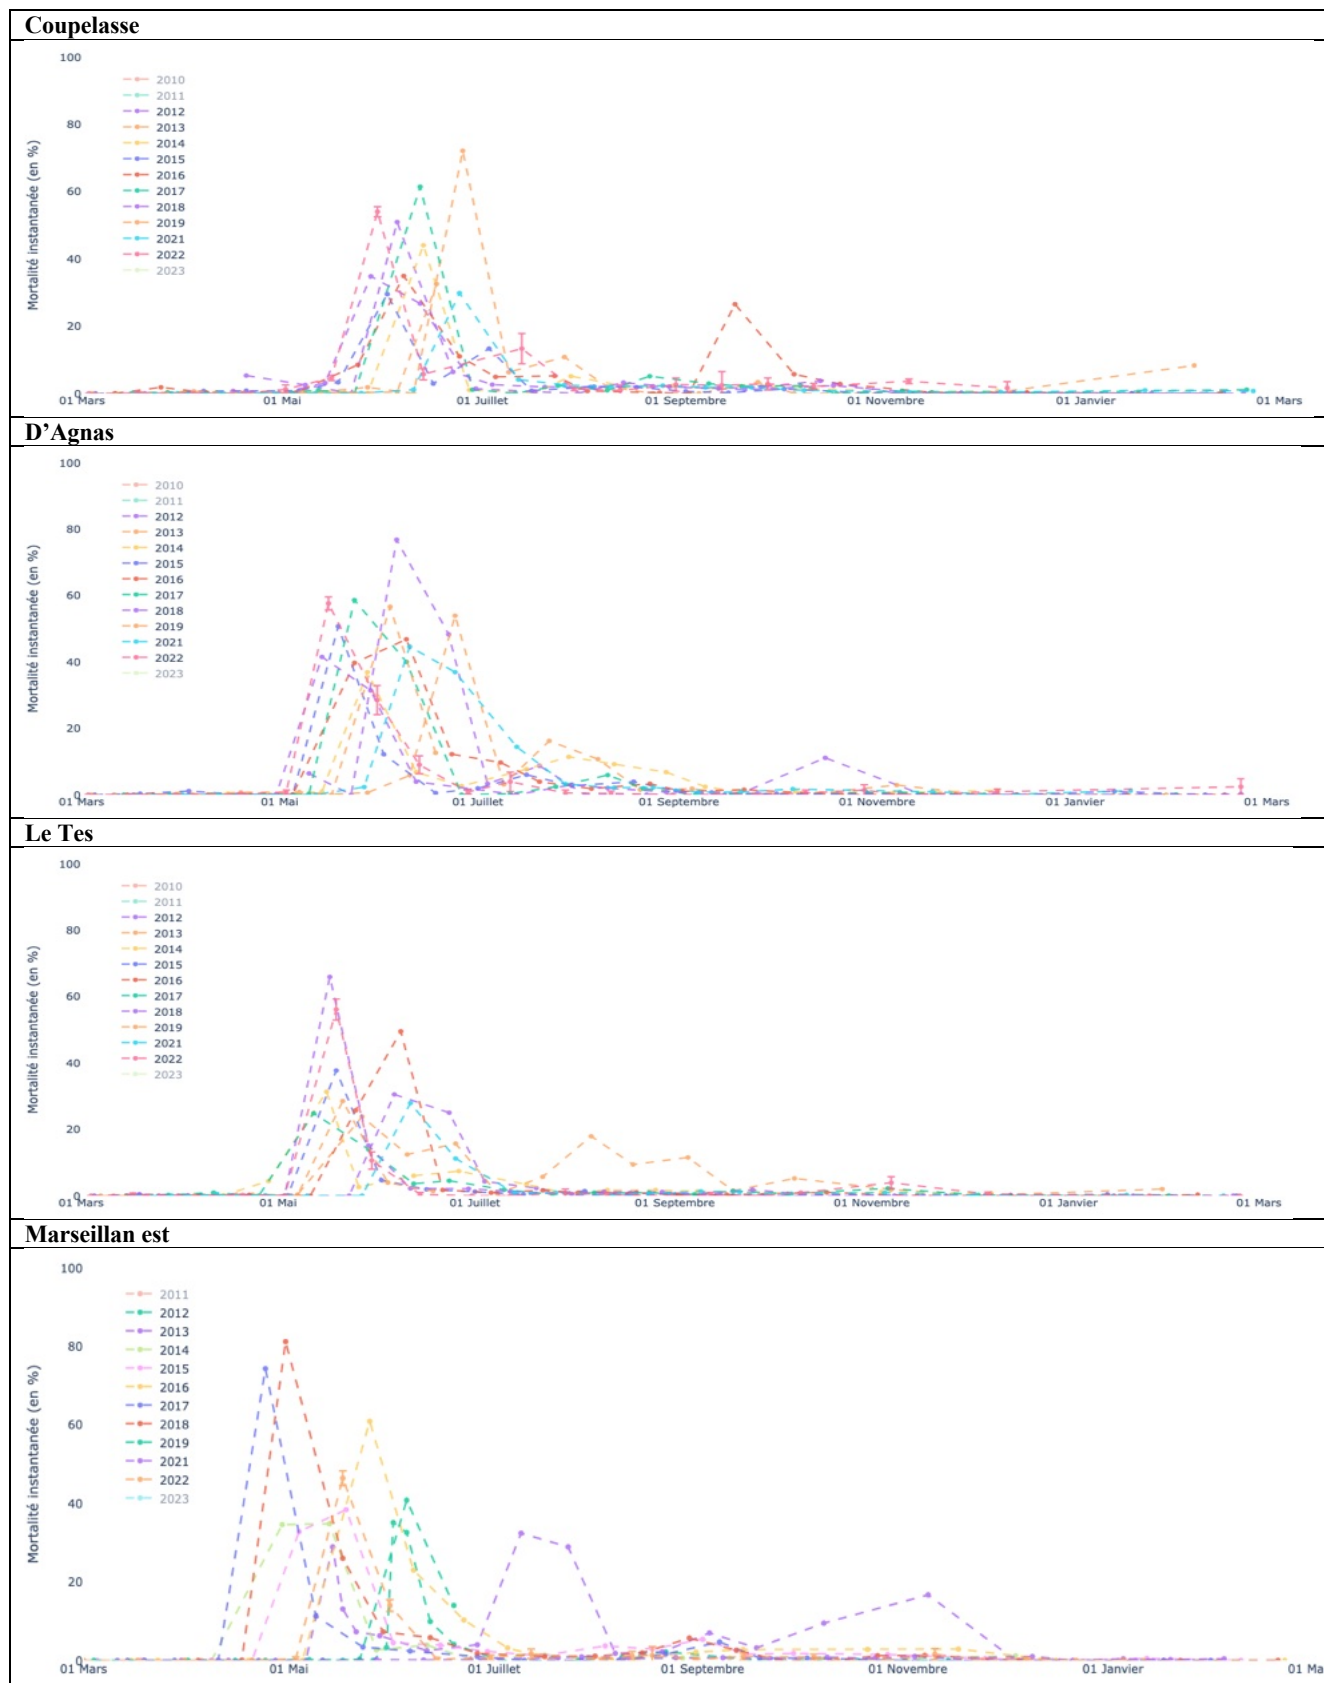 Coupelasse
Mortalité instantanée (en %)
100
80
60
40
20
0
2010
2011
2012
2013
2014
2015
2016
2017
2018
2019
2021
2022
2023
01 Mars
01 Mai
01 Juillet
01 Septembre
01 Novembre
01 Janvier
01 Mars
D’Agnas
Mortalité instantanée (en %)
100
80
60
40
20
0
2010
2011
2012
2013
2014
2015
2016
2017
2018
2019
2021
2022
2023
01 Mars
01 Mai
01 Juillet
01 Septembre
01 Novembre
01 Janvier
01 Mars
Le Tes
Mortalité instantanée (en %)
100
80
60
40
20
0
2010
2011
2012
2013
2014
2015
2016
2017
2018
2019
2021
2022
2023
01 Mars
01 Mai
01 Juillet
01 Septembre
01 Novembre
01 Janvier
01 Mars
Marseillan est
Mortalité instantanée (en %)
100
80
60
40
20
0
2011
2012
2013
2014
2015
2016
2017
2018
2019
2021
2022
2023
01 Mars
01 Mai
01 Juillet
01 Septembre
01 Novembre
01 Janvier
01 Ma